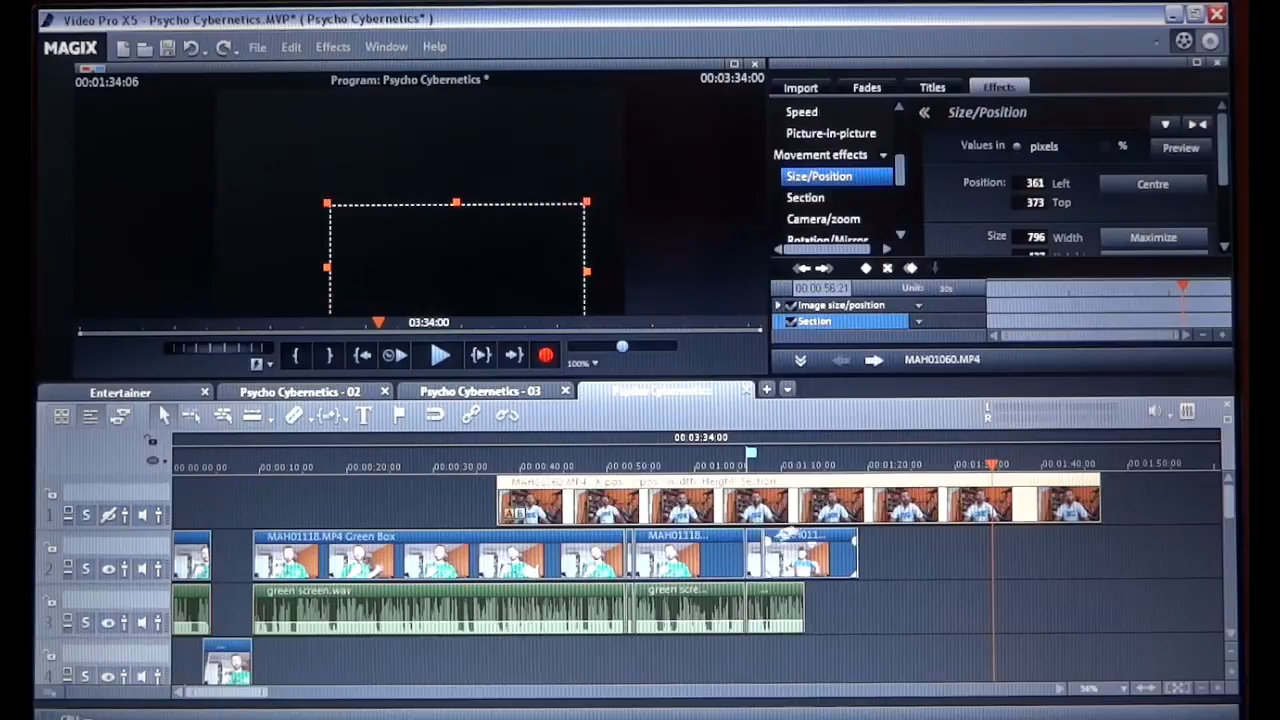 Video Pro X5 - Psycho Cybernetics.MVP* ( Psycho Cybernetics* )
MAGIX
File Edit Effects Window Help
00:01:34:06
Program: Psycho Cybernetics *
00:03:34:00
Import Fades Titles Effects
Speed
Picture-in-picture
Movement effects
Size/Position
Section
Camera/zoom
Rotation/Mirror
Size/Position
Values in pixels %
Preview
Position: 361 Left
Centre
373 Top
Size 796 Width
Maximize
00:00:56:21
Unit: 30s
Image size/position
Section
MAH01060.MP4
03:34:00
100%
Entertainer
Psycho Cybernetics - 02
Psycho Cybernetics - 03
Psycho Cybernetics
L
R
00:03:34:00
00:00:00:00 00:00:10:00 00:00:20:00 00:00:30:00 00:00:40:00 00:00:50:00 00:01:00:00 00:01:10:00 00:01:20:00 00:01:40:00 00:01:50:00
1 S
MAH01060.MP4 X pos. pos. Width Height Section
A B
2 S
MAH01118.MP4 Green Box
MAH01118...
3 S
green screen.wav
green scre...
...
4 S
56%
CPU: